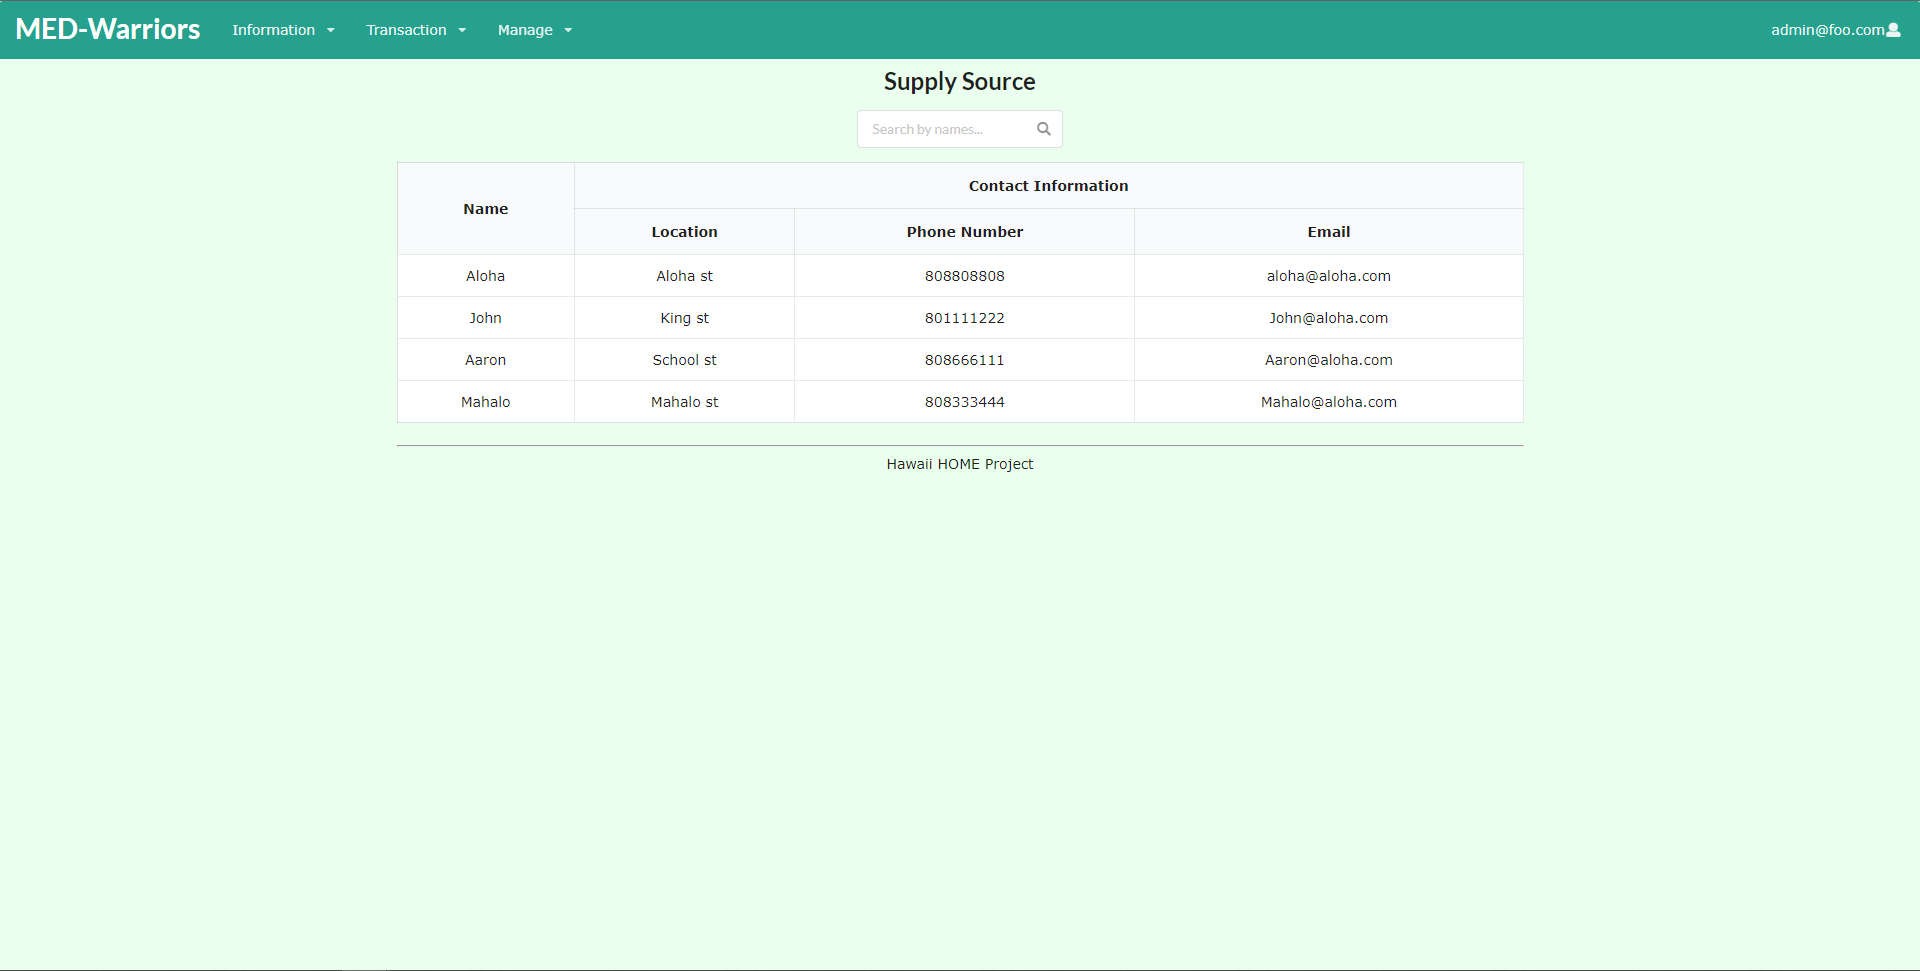 MED-Warriors Information Transaction Manage admin@foo.com
Supply Source
Search by names...
Name Contact Information
Location Phone Number Email
Aloha Aloha st 808808808 aloha@aloha.com
John King st 801111222 John@aloha.com
Aaron School st 808666111 Aaron@aloha.com
Mahalo Mahalo st 808333444 Mahalo@aloha.com
Hawaii HOME Project